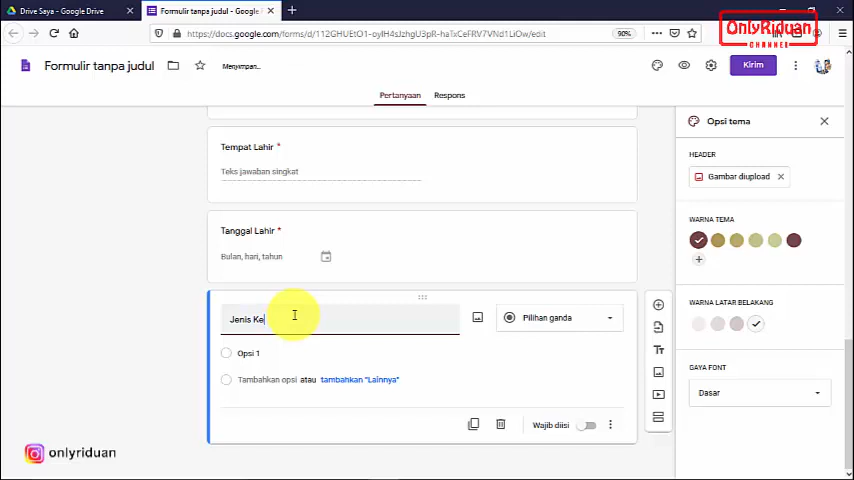 Drive Saya - Google Drive
Formulir tanpa judul - Google F
https://docs.google.com/forms/d/112GHUEtO1-oyIH4sJzhgU3pR-haTxCeFRV7VNd1LiOw/edit
90%
OnlyRiduan
CHANNEL
Formulir tanpa judul
Menyimpan...
Kirim
Pertanyaan
Respons
Opsi tema
Tempat Lahir *
Teks jawaban singkat
HEADER
Gambar diupload
WARNA TEMA
Tanggal Lahir *
Bulan, hari, tahun
WARNA LATAR BELAKANG
Jenis Ke
Pilihan ganda
Opsi 1
Tambahkan opsi atau tambahkan "Lainnya"
GAYA FONT
Dasar
Wajib diisi
onlyriduan